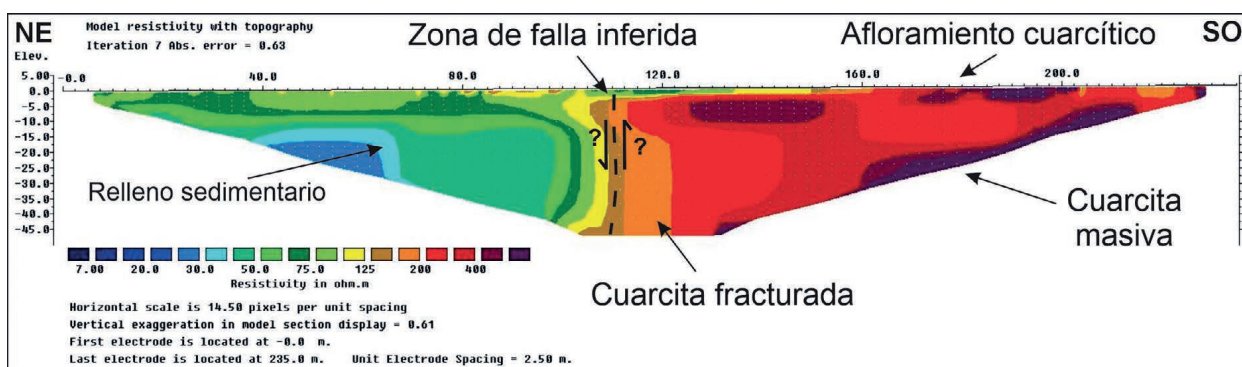 NE
Model resistivity with topography
Iteration 7 Abs. error = 0.63
Zona de falla inferida
Afloramiento cuarcítico
SO
Elev.
-0.0 40.0 80.0 120.0 160.0 200.0
5.00
0.0
-5.0
-10.0
-15.0
-20.0
-25.0
-30.0
-35.0
-40.0
-45.0
? ?
Relleno sedimentario
Cuarcita
masiva
Cuarcita fracturada
7.00 20.0 30.0 50.0 75.0 125 200 400
Resistivity in ohm.m
Horizontal scale is 14.50 pixels per unit spacing
Vertical exaggeration in model section display = 0.61
First electrode is located at -0.0 m.
Last electrode is located at 235.0 m. Unit Electrode Spacing = 2.50 m.